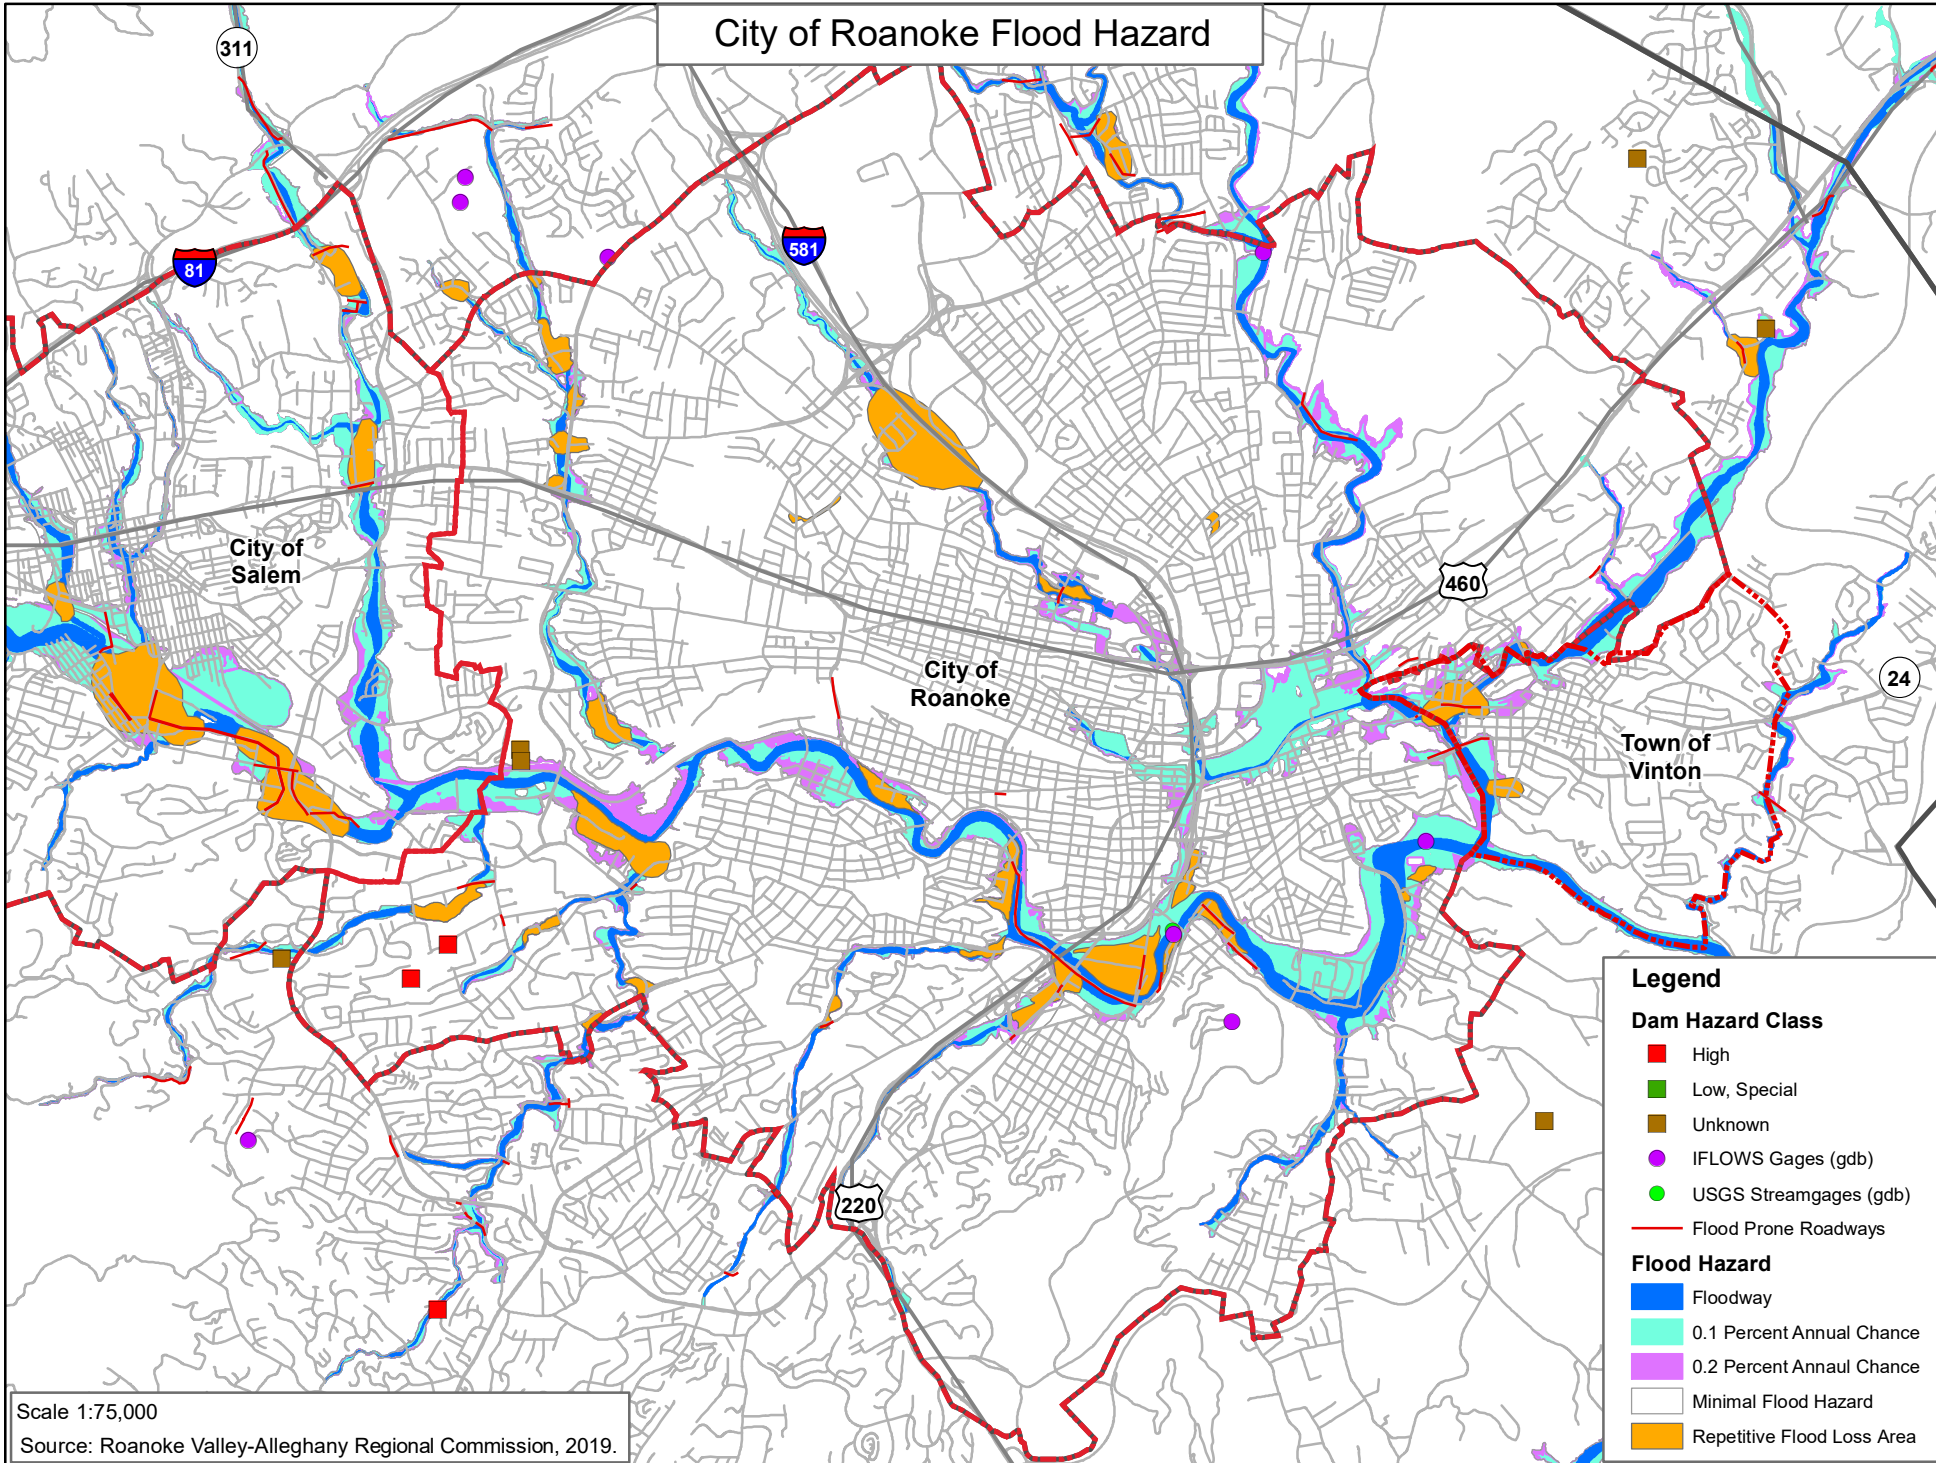 City of Roanoke Flood Hazard
311
81
581
City of
Salem
460
City of
Roanoke
24
Town of
Vinton
220
Legend
Dam Hazard Class
High
Low, Special
Unknown
IFLOWS Gages (gdb)
USGS Streamgages (gdb)
Flood Prone Roadways
Flood Hazard
Floodway
0.1 Percent Annual Chance
0.2 Percent Annaul Chance
Minimal Flood Hazard
Repetitive Flood Loss Area
Scale 1:75,000
Source: Roanoke Valley-Alleghany Regional Commission, 2019.